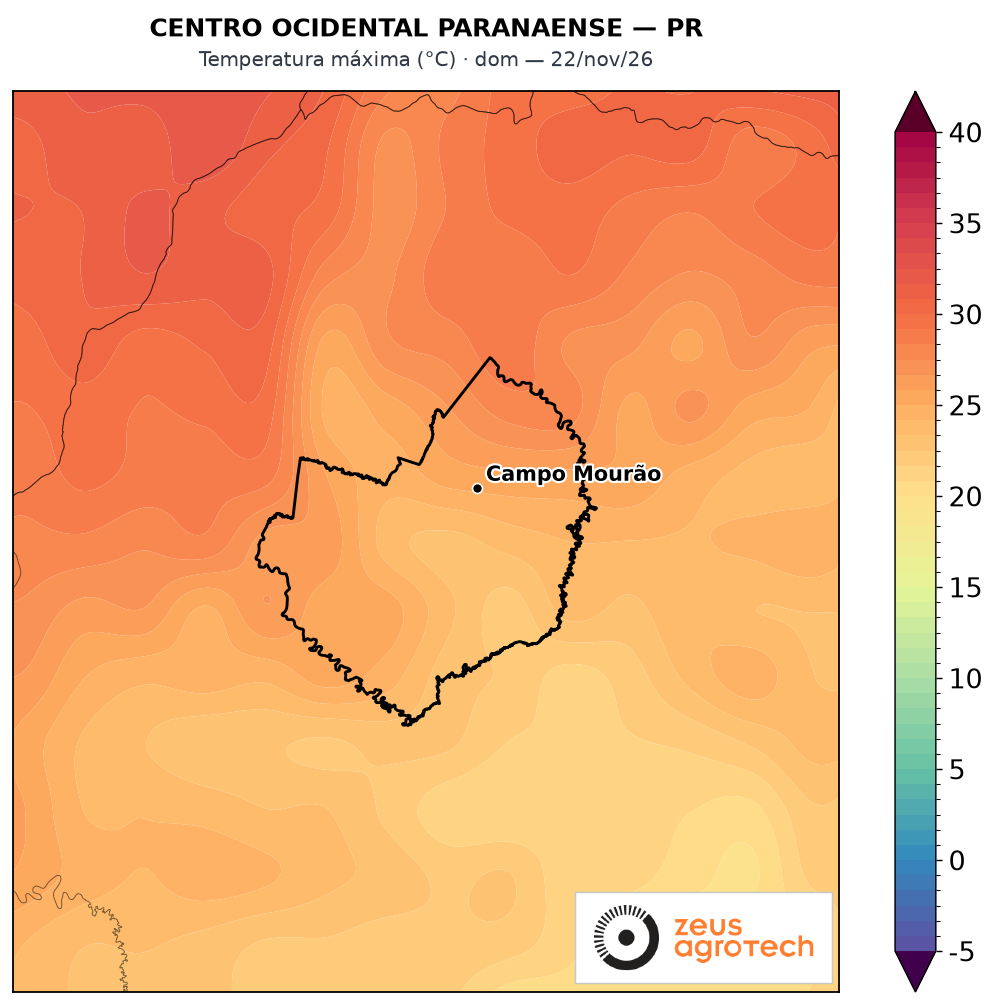 CENTRO OCIDENTAL PARANAENSE — PR
Temperatura máxima (°C) · dom — 22/nov/26
40
35
30
25
20
15
10
5
0
-5
Campo Mourão
zeus
agrotech